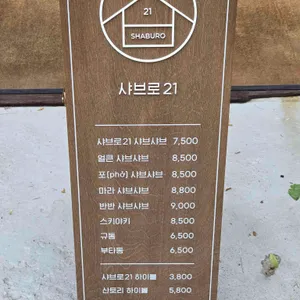 21
SHABURO
샤브로21
샤브로21 샤브샤브 7,500
얼큰 샤브샤브 8,500
포(phở) 샤브샤브 8,500
마라 샤브샤브 8,800
반반 샤브샤브 9,000
스키야키 8,500
규동 6,500
부타동 6,500
샤브로21 하이볼 3,800
산토리 하이볼 5,800